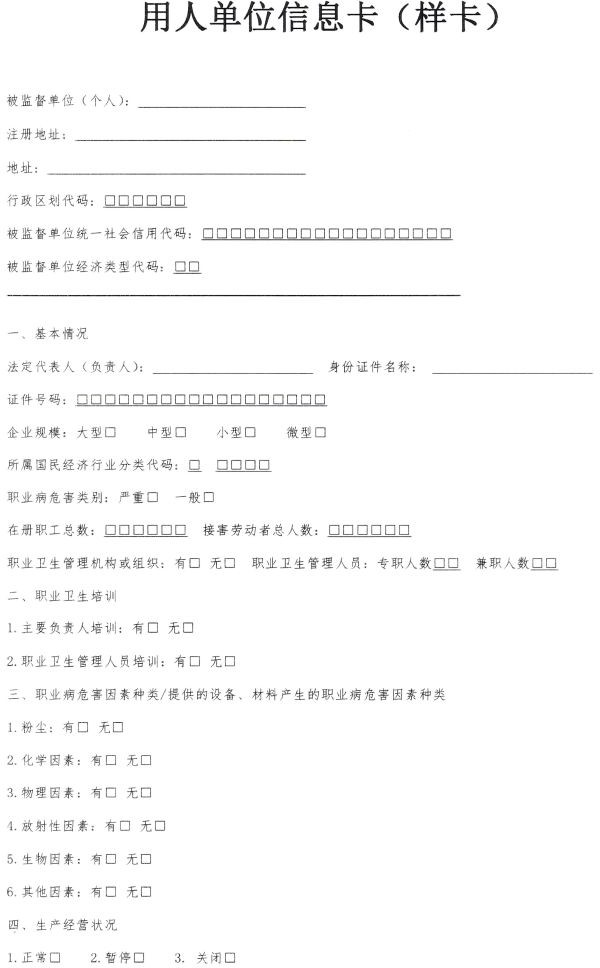 用人单位信息卡（样卡）
被监督单位（个人）：________________________
注册地址：________________________________
地址：____________________________________
行政区划代码：□□□□□□
被监督单位统一社会信用代码：□□□□□□□□□□□□□□□□□□
被监督单位经济类型代码：□□
一、基本情况
法定代表人（负责人）：______________________ 身份证件名称： ______________________
证件号码：□□□□□□□□□□□□□□□□□□
企业规模：大型□ 中型□ 小型□ 微型□
所属国民经济行业分类代码：□ □□□□
职业病危害类别：严重□ 一般□
在册职工总数：□□□□□□ 接害劳动者总人数：□□□□□□
职业卫生管理机构或组织：有□ 无□ 职业卫生管理人员：专职人数□□ 兼职人数□□
二、职业卫生培训
1.主要负责人培训：有□ 无□
2.职业卫生管理人员培训：有□ 无□
三、职业病危害因素种类/提供的设备、材料产生的职业病危害因素种类
1.粉尘：有□ 无□
2.化学因素：有□ 无□
3.物理因素：有□ 无□
4.放射性因素：有□ 无□
5.生物因素：有□ 无□
6.其他因素：有□ 无□
四、生产经营状况
1.正常□ 2.暂停□ 3. 关闭□